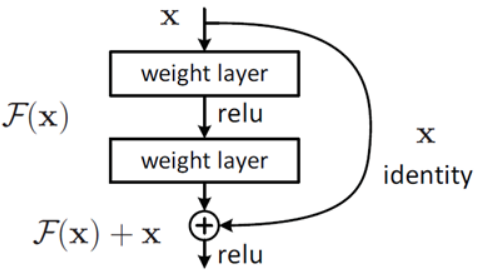 x
weight layer
relu
F(x)
weight layer
x
identity
F(x) + x
+
relu